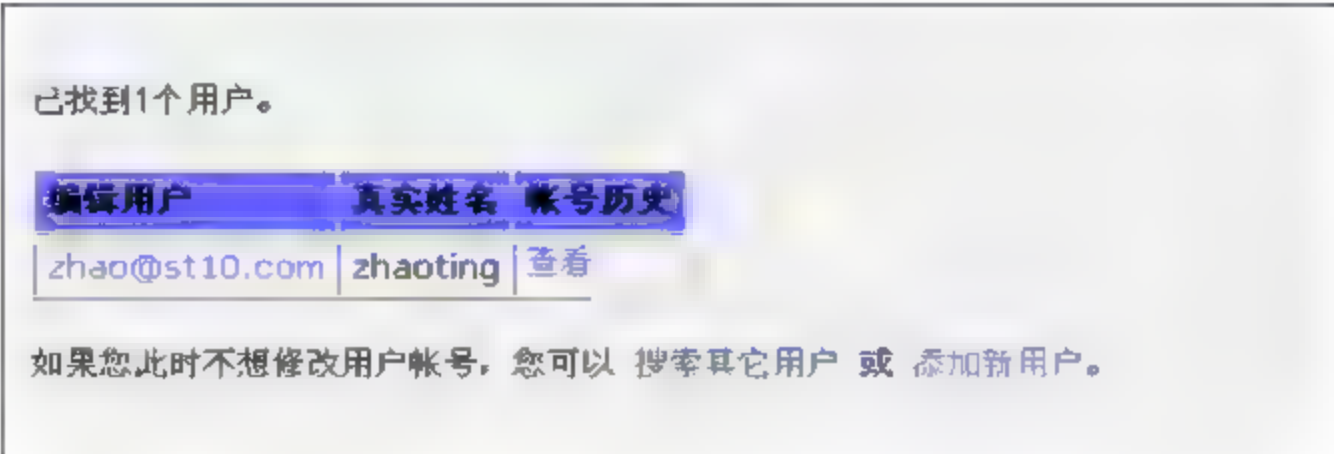 已找到1个用户。
编辑用户 真实姓名 帐号历史
zhao@st10.com zhaoting 查看
如果您此时不想修改用户帐号，您可以 搜索其它用户 或 添加新用户。